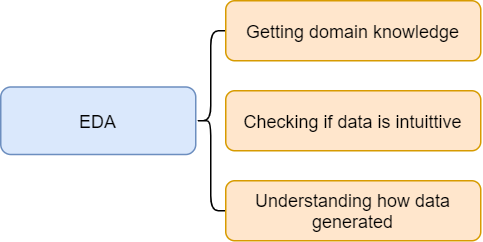 Getting domain knowledge
EDA
Checking if data is intuittive
Understanding how data
generated